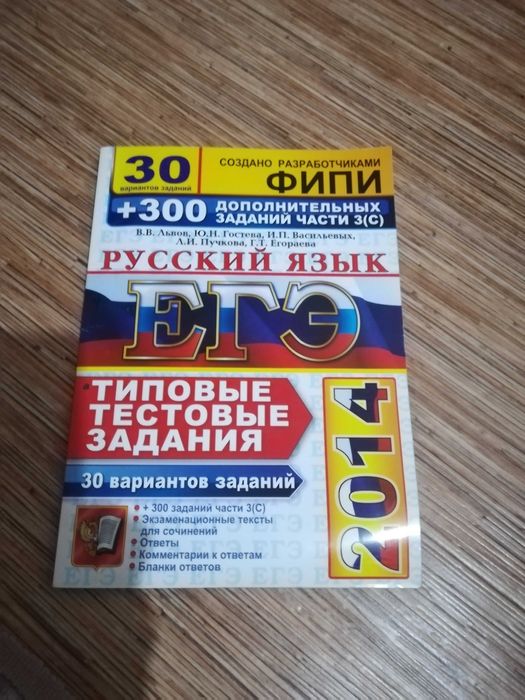 30
вариантов заданий
СОЗДАНО РАЗРАБОТЧИКАМИ
ФИПИ
+300 ДОПОЛНИТЕЛЬНЫХ
ЗАДАНИЙ ЧАСТИ 3(С)
В.В. Львов, Ю.Н. Гостева, И.П. Васильевых,
Л.И. Пучкова, Г.Т. Егораева
РУССКИЙ ЯЗЫК
ЕГЭ
ТИПОВЫЕ
ТЕСТОВЫЕ
ЗАДАНИЯ
30 вариантов заданий
• + 300 заданий части 3(С)
• Экзаменационные тексты
для сочинений
• Ответы
• Комментарии к ответам
• Бланки ответов
2014